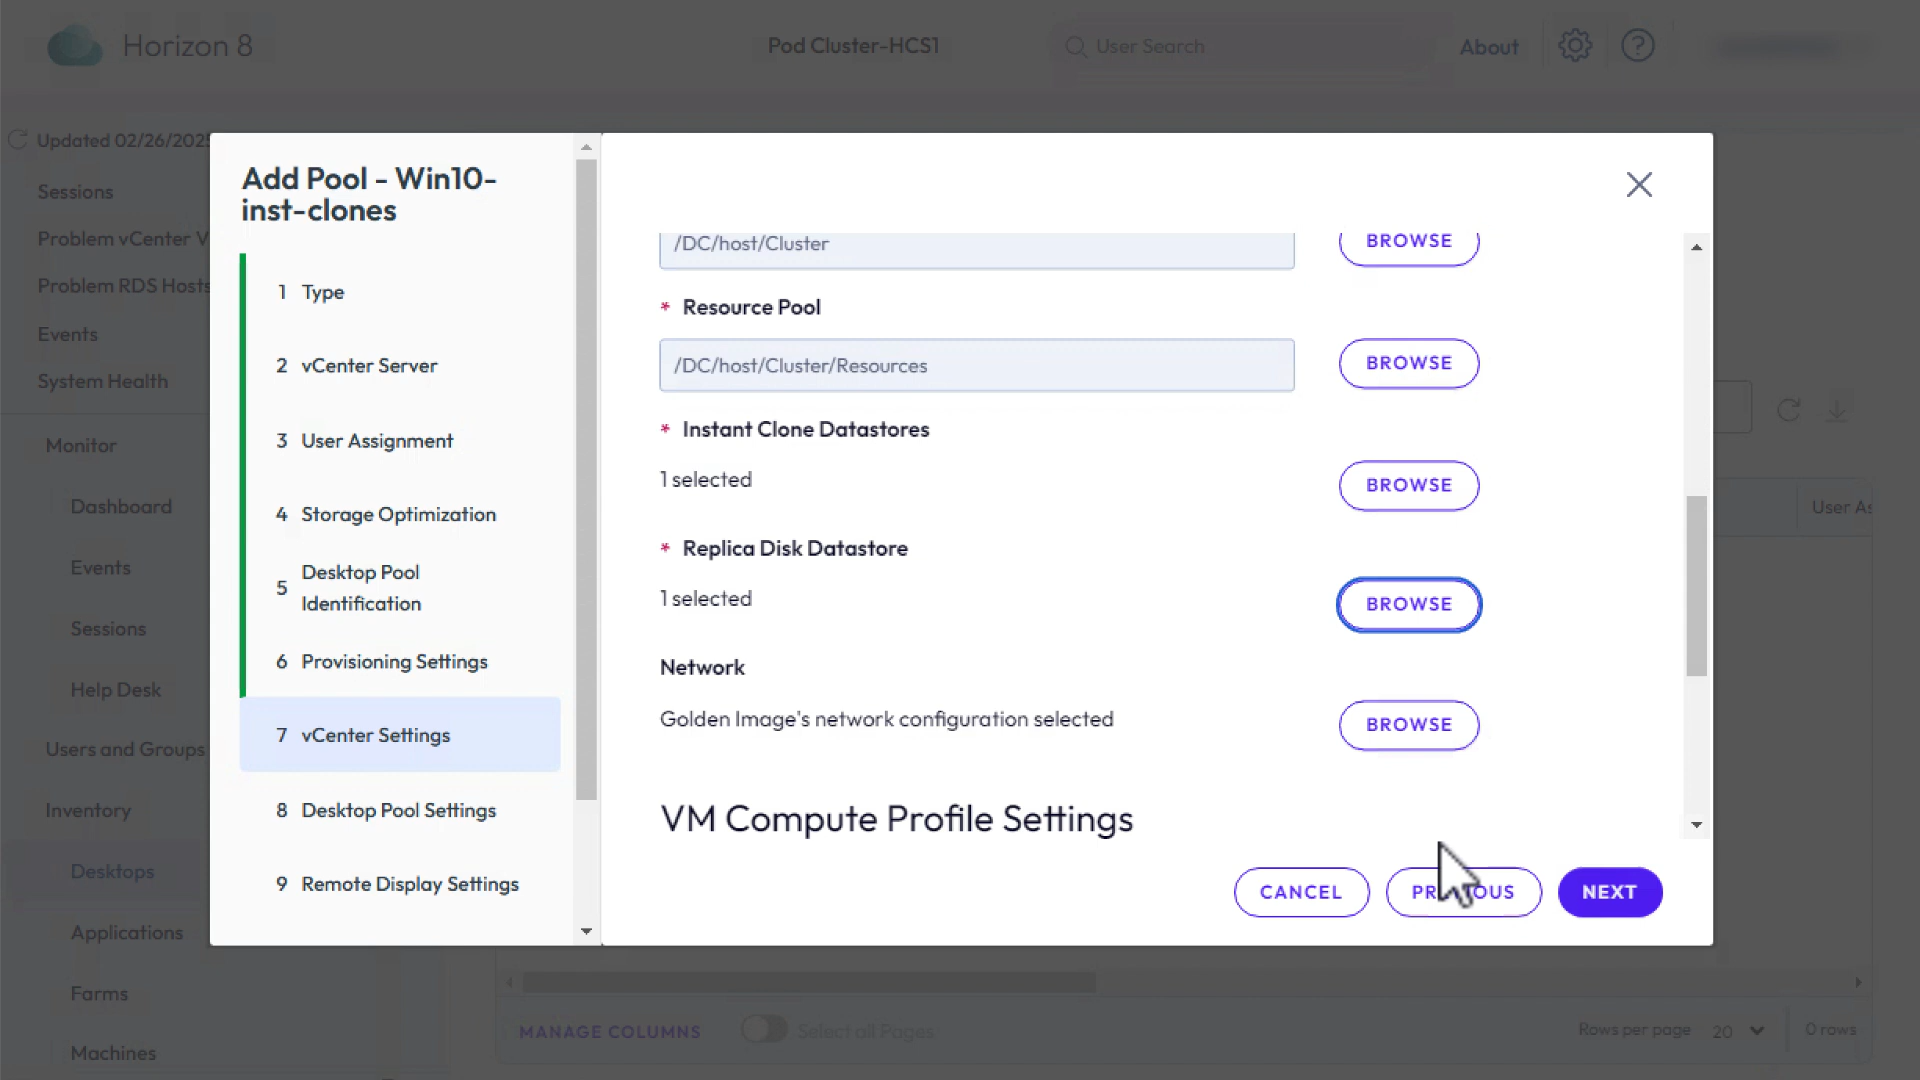 Horizon 8
Pod Cluster-HCS1
User Search
About
Updated 02/26/2025
Sessions
Problem vCenter V
Problem RDS Hosts
Events
System Health
Monitor
Dashboard
Events
Sessions
Help Desk
Users and Groups
Inventory
Desktops
Applications
Farms
Machines
Add Pool - Win10-
inst-clones
1 Type
2 vCenter Server
3 User Assignment
4 Storage Optimization
5 Desktop Pool
Identification
6 Provisioning Settings
7 vCenter Settings
8 Desktop Pool Settings
9 Remote Display Settings
/DC/host/Cluster
BROWSE
* Resource Pool
/DC/host/Cluster/Resources
BROWSE
* Instant Clone Datastores
1 selected
BROWSE
* Replica Disk Datastore
1 selected
BROWSE
Network
Golden Image's network configuration selected
BROWSE
VM Compute Profile Settings
CANCEL
PREVIOUS
NEXT
User As
MANAGE COLUMNS
Select all Pages
Rows per page 20
0 rows